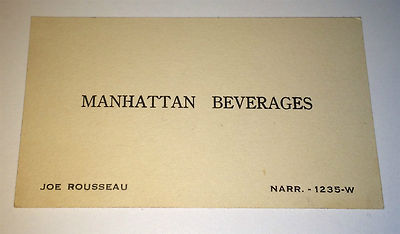 MANHATTAN BEVERAGES
JOE ROUSSEAU NARR. - 1235-W